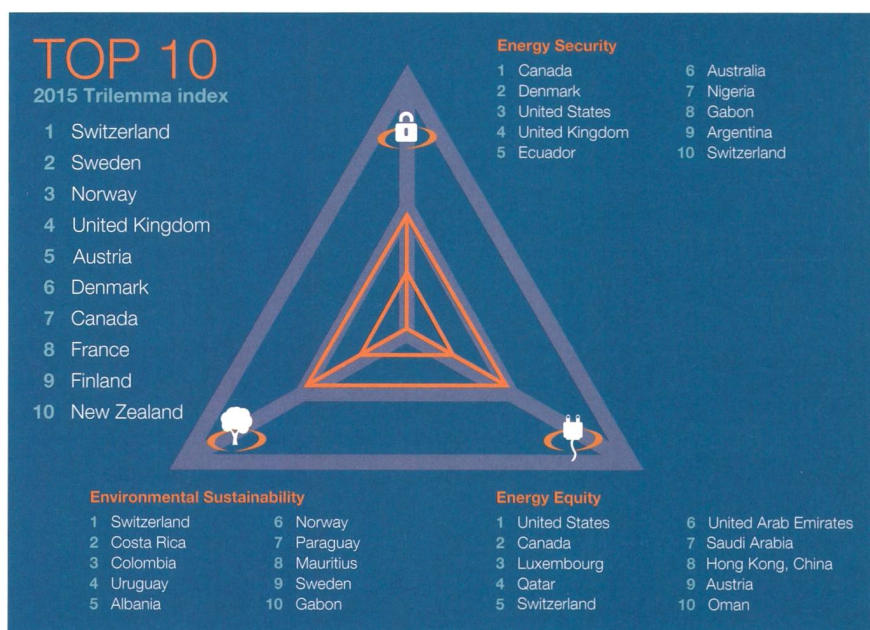 TOP 10
2015 Trilemma index
1 Switzerland
2 Sweden
3 Norway
4 United Kingdom
5 Austria
6 Denmark
7 Canada
8 France
9 Finland
10 New Zealand
Energy Security
1 Canada
2 Denmark
3 United States
4 United Kingdom
5 Ecuador
6 Australia
7 Nigeria
8 Gabon
9 Argentina
10 Switzerland
Environmental Sustainability
1 Switzerland
2 Costa Rica
3 Colombia
4 Uruguay
5 Albania
6 Norway
7 Paraguay
8 Mauritius
9 Sweden
10 Gabon
Energy Equity
1 United States
2 Canada
3 Luxembourg
4 Qatar
5 Switzerland
6 United Arab Emirates
7 Saudi Arabia
8 Hong Kong, China
9 Austria
10 Oman